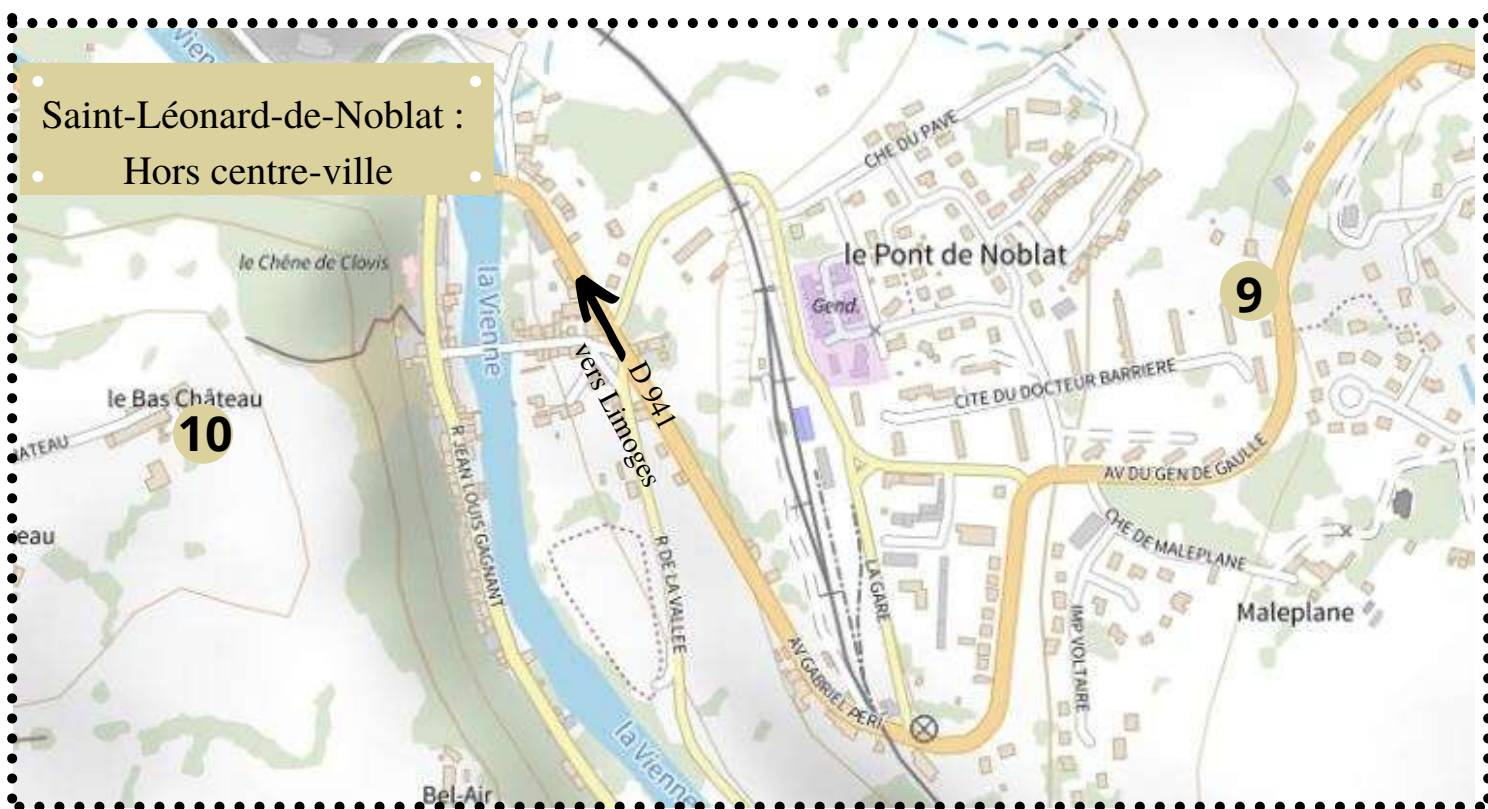 Vienne
Saint-Léonard-de-Noblat :
Hors centre-ville
CHE DU PAVE
le Pont de Noblat
le Chêne de Clovis
la Vienne
Gend.
9
D 941
vers Limoges
CITE DU DOCTEUR BARRIERE
le Bas Château
10
R JEAN LOUIS GAGNANT
AV DU GEN DE GAULLE
CHE DE MALEPLANE
R DE LA VALLEE
LA GARE
IMP VOLTAIRE
Maleplane
AV GABRIEL PERI
la Vienne
Bel-Air